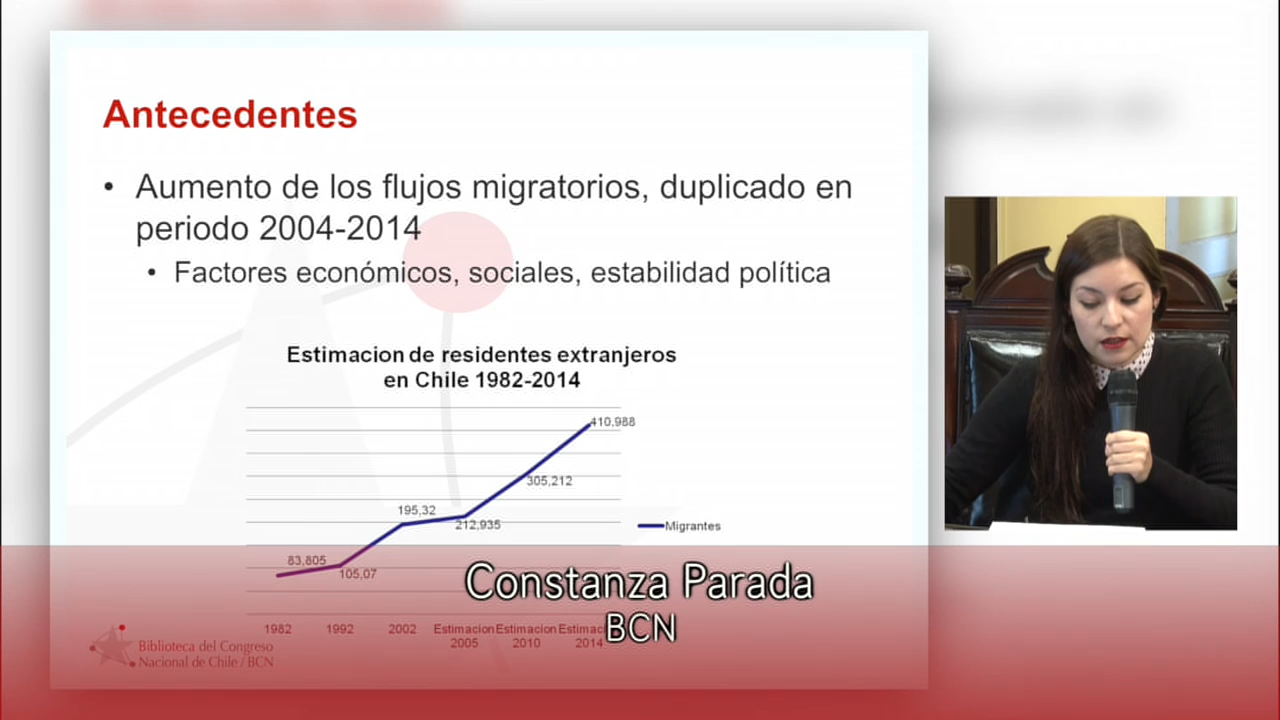 Antecedentes
• Aumento de los flujos migratorios, duplicado en
periodo 2004-2014
• Factores económicos, sociales, estabilidad política
Estimacion de residentes extranjeros
en Chile 1982-2014
410,988
305,212
195,32
212,935
Migrantes
83,805
105,07
1982 1992 2002 Estimacion Estimacion
2005 2010 2014
Constanza Parada
BCN
Biblioteca del Congreso
Nacional de Chile / BCN